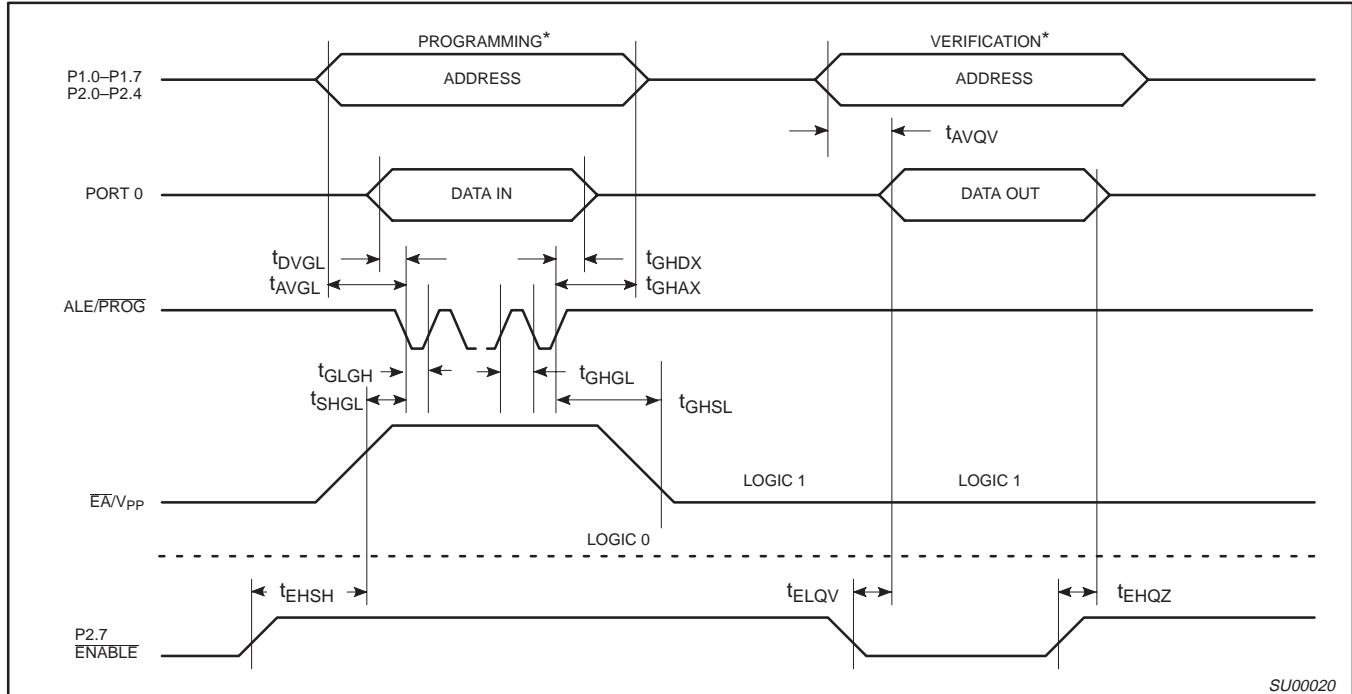 PROGRAMMING*
VERIFICATION*
P1.0–P1.7
P2.0–P2.4
ADDRESS
ADDRESS
tAVQV
PORT 0
DATA IN
DATA OUT
tDVGL
tGHDX
tAVGL
tGHAX
ALE/PROG
tGLGH
tGHGL
tSHGL
tGHSL
LOGIC 1
LOGIC 1
EA/VPP
LOGIC 0
tEHSH
tELQV
tEHQZ
P2.7
ENABLE
SU00020